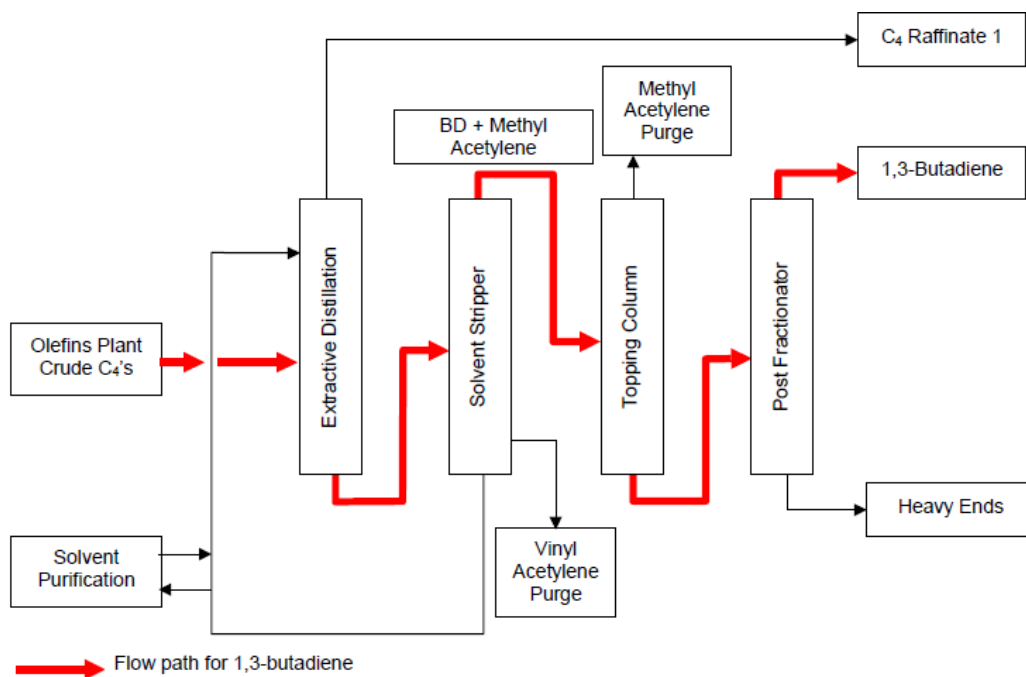 C₄ Raffinate 1
Methyl
Acetylene
Purge
BD + Methyl
Acetylene
1,3-Butadiene
Extractive Distillation
Solvent Stripper
Topping Column
Post Fractionator
Olefins Plant
Crude C₄'s
Heavy Ends
Solvent
Purification
Vinyl
Acetylene
Purge
Flow path for 1,3-butadiene